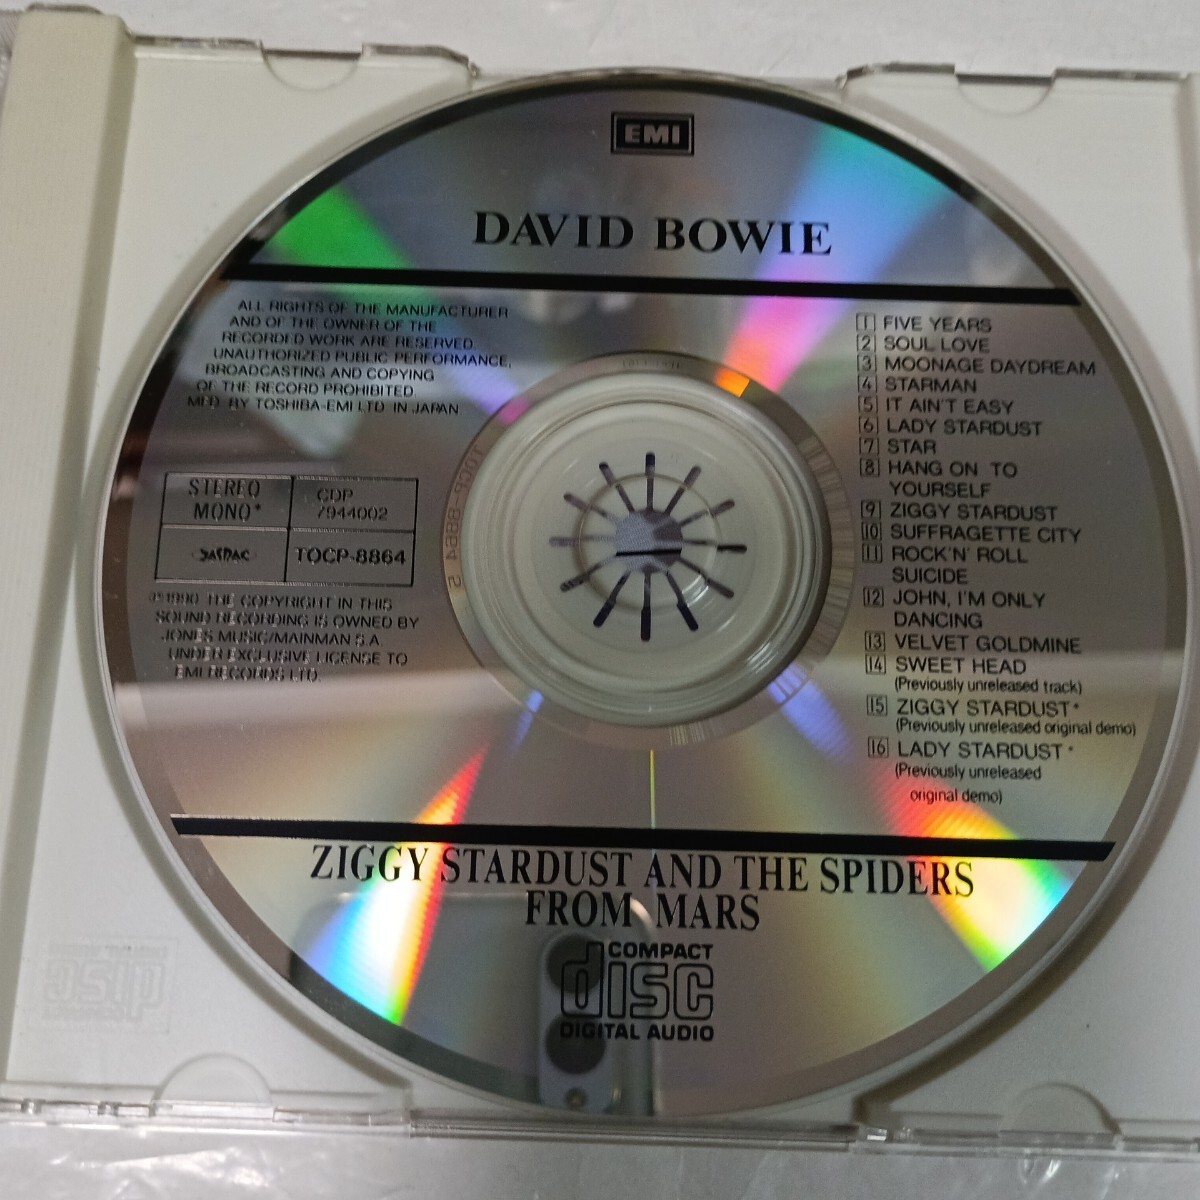 EMI
DAVID BOWIE
ALL RIGHTS OF THE MANUFACTURER
AND OF THE OWNER OF THE
RECORDED WORK ARE RESERVED.
UNAUTHORIZED PUBLIC PERFORMANCE,
BROADCASTING AND COPYING
OF THE RECORD PROHIBITED.
MFD. BY TOSHIBA-EMI LTD. IN JAPAN
STEREO
MONO*
CDP
7944002
TOCP-8864
℗1990 THE COPYRIGHT IN THIS
SOUND RECORDING IS OWNED BY
JONES MUSIC/MAINMAN S.A.
UNDER EXCLUSIVE LICENSE TO
EMI RECORDS LTD.
TOCP-8864 2
1 FIVE YEARS
2 SOUL LOVE
3 MOONAGE DAYDREAM
4 STARMAN
5 IT AIN'T EASY
6 LADY STARDUST
7 STAR
8 HANG ON TO
YOURSELF
9 ZIGGY STARDUST
10 SUFFRAGETTE CITY
11 ROCK'N' ROLL
SUICIDE
12 JOHN, I'M ONLY
DANCING
13 VELVET GOLDMINE
14 SWEET HEAD
(Previously unreleased track)
15 ZIGGY STARDUST*
(Previously unreleased original demo)
16 LADY STARDUST*
(Previously unreleased
original demo)
ZIGGY STARDUST AND THE SPIDERS
FROM MARS
COMPACT
disc
DIGITAL AUDIO